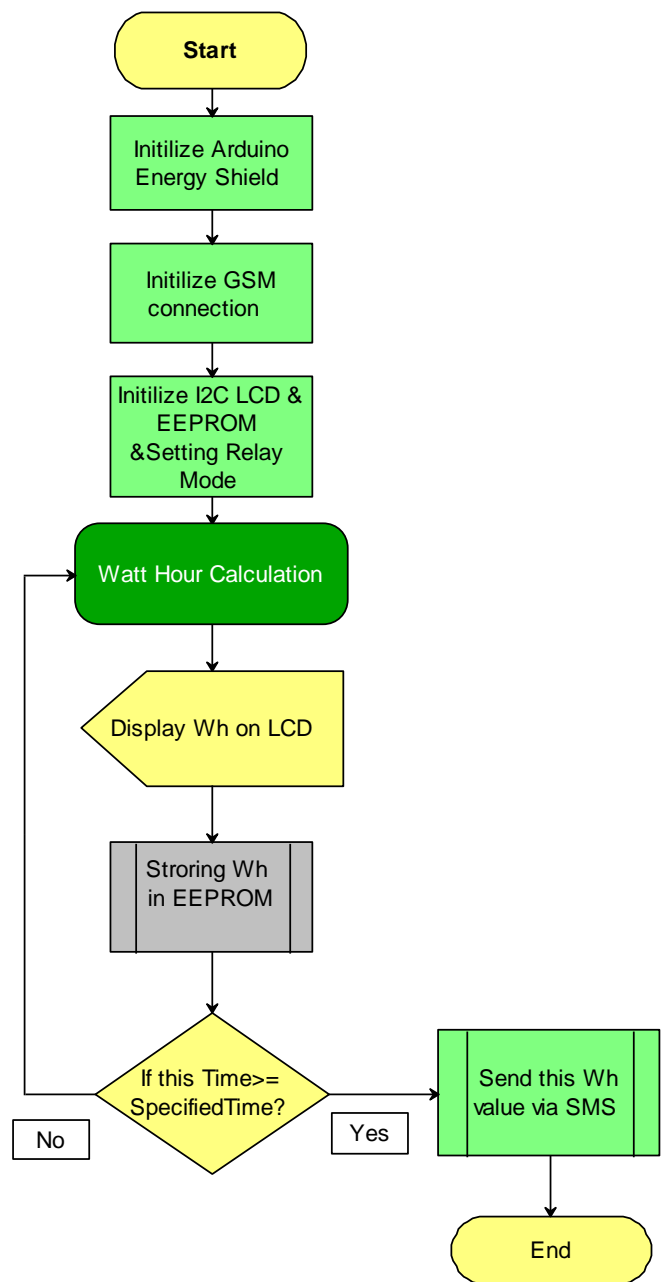 Start
Initilize Arduino
Energy Shield
Initilize GSM
connection
Initilize I2C LCD &
EEPROM
&Setting Relay
Mode
Watt Hour Calculation
Display Wh on LCD
Stroring Wh
in EEPROM
If this Time>=
SpecifiedTime?
No
Yes
Send this Wh
value via SMS
End